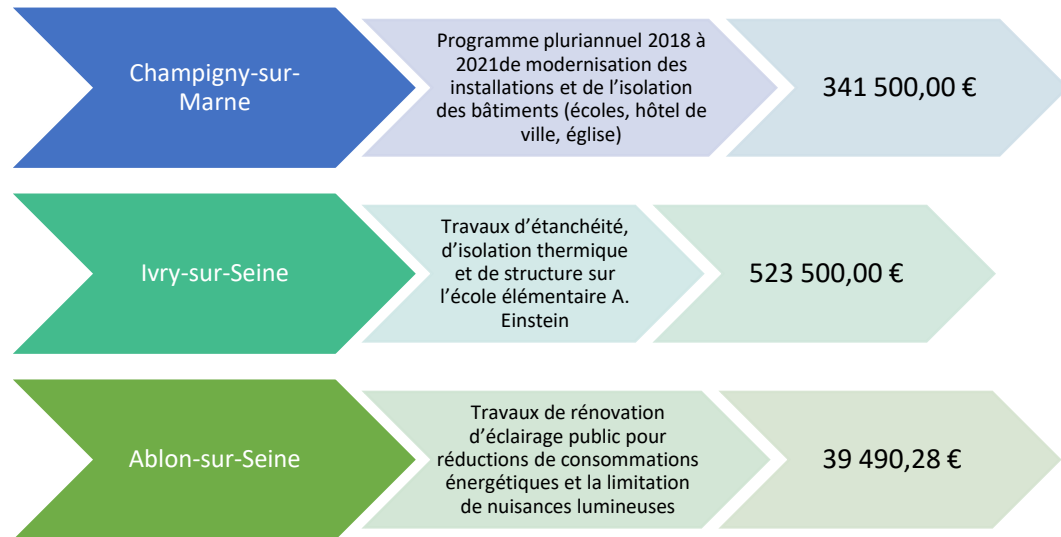 Champigny-sur-
Marne
Programme pluriannuel 2018 à
2021de modernisation des
installations et de l'isolation
des bâtiments (écoles, hôtel de
ville, église)
341 500,00 €
Ivry-sur-Seine
Travaux d'étanchéité,
d'isolation thermique
et de structure sur
l'école élémentaire A.
Einstein
523 500,00 €
Ablon-sur-Seine
Travaux de rénovation
d'éclairage public pour
réductions de consommations
énergétiques et la limitation
de nuisances lumineuses
39 490,28 €